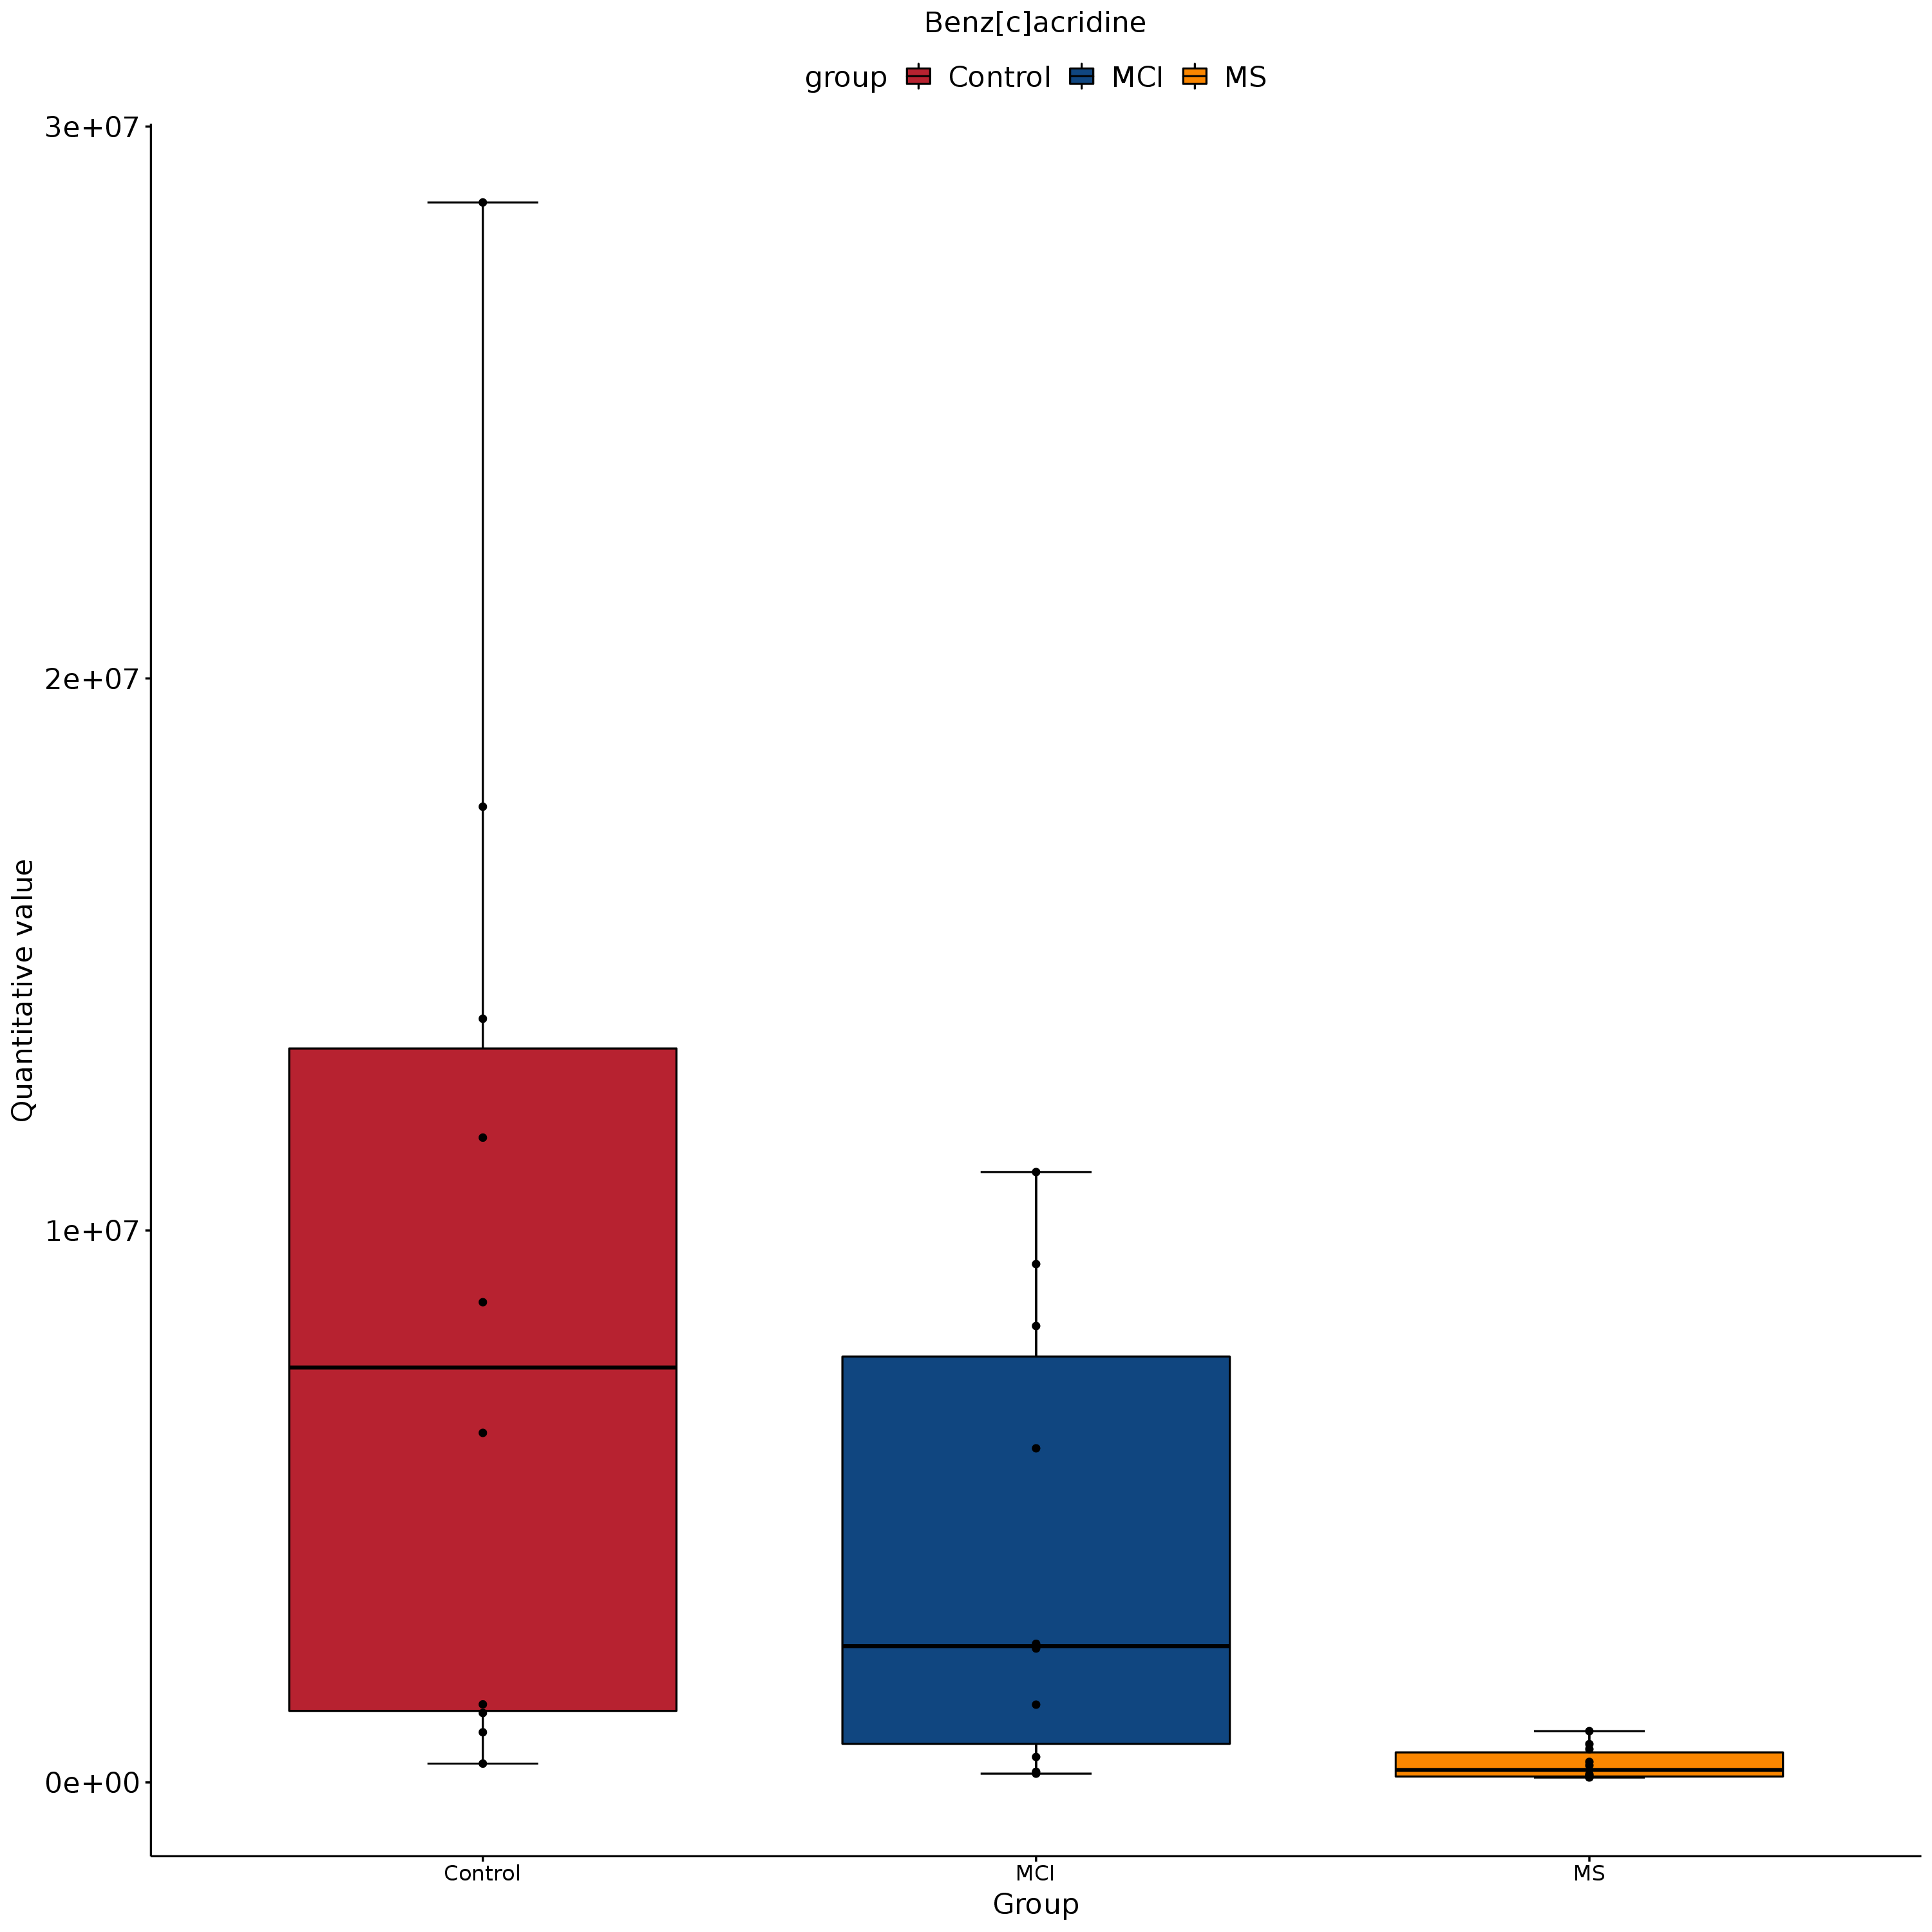 Benz[c]acridine
group Control MCI MS
3e+07
2e+07
1e+07
0e+00
Quantitative value
Control MCI MS
Group